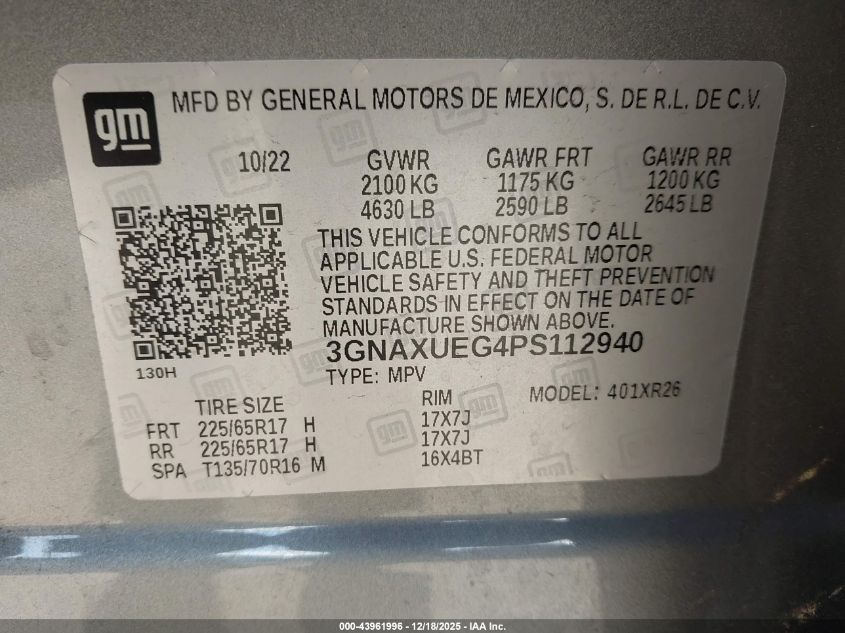 gm
MFD BY GENERAL MOTORS DE MEXICO, S. DE R.L. DE C.V.
10/22 GVWR GAWR FRT GAWR RR
2100 KG 1175 KG 1200 KG
4630 LB 2590 LB 2645 LB
THIS VEHICLE CONFORMS TO ALL
APPLICABLE U.S. FEDERAL MOTOR
VEHICLE SAFETY AND THEFT PREVENTION
STANDARDS IN EFFECT ON THE DATE OF
MANUFACTURE SHOWN ABOVE.
3GNAXUEG4PS112940
130H
TYPE: MPV MODEL: 401XR26
TIRE SIZE RIM
FRT 225/65R17 H 17X7J
RR 225/65R17 H 17X7J
SPA T135/70R16 M 16X4BT
000-43961996 - 12/18/2025 - IAA Inc.